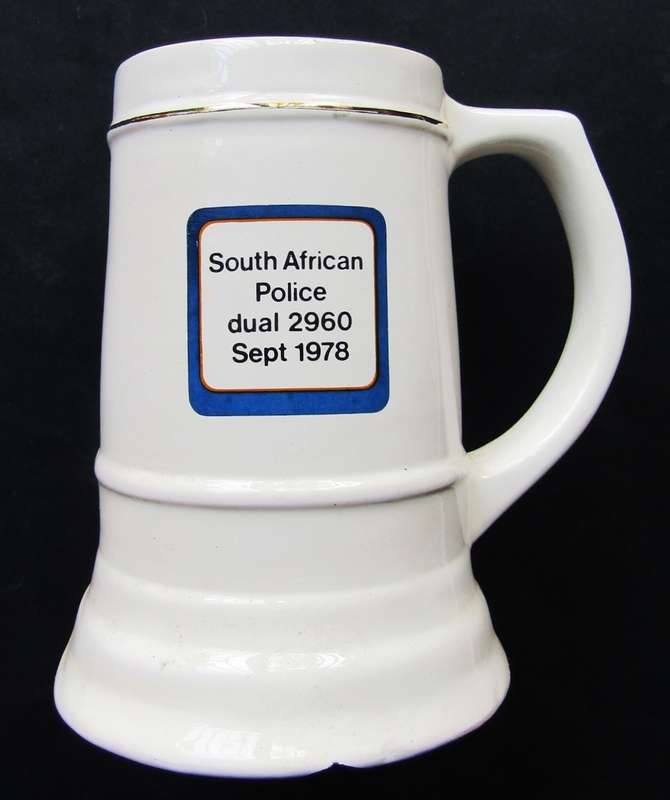 South African
Police
dual 2960
Sept 1978